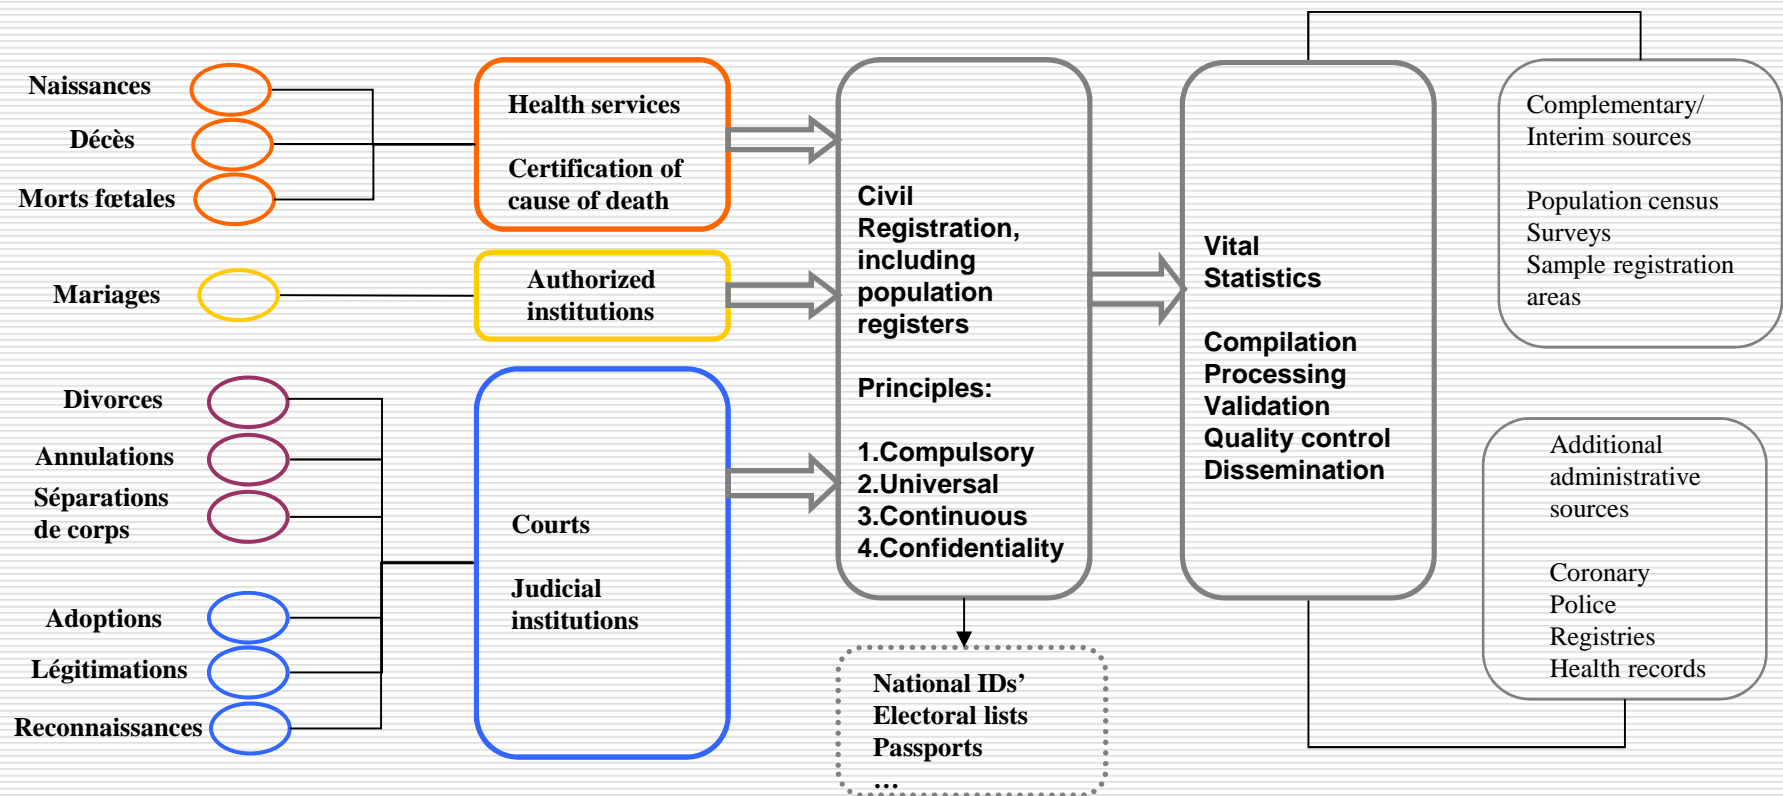 Naissances
Décès
Morts fœtales
Mariages
Divorces
Annulations
Séparations
de corps
Adoptions
Légitimations
Reconnaissances
Health services
Certification of
cause of death
Authorized
institutions
Courts
Judicial
institutions
Civil
Registration,
including
population
registers
Principles:
1.Compulsory
2.Universal
3.Continuous
4.Confidentiality
National IDs’
Electoral lists
Passports
…
Vital
Statistics
Compilation
Processing
Validation
Quality control
Dissemination
Complementary/
Interim sources
Population census
Surveys
Sample registration
areas
Additional
administrative
sources
Coronary
Police
Registries
Health records